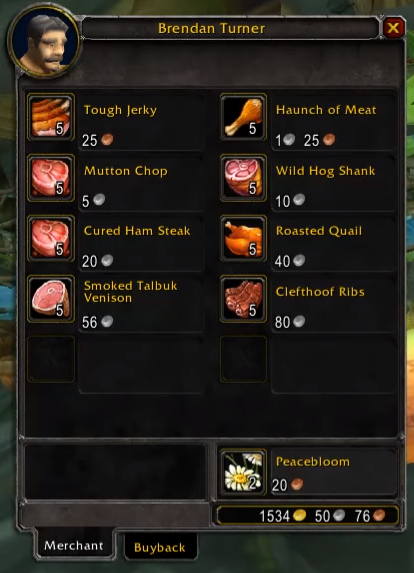 Brendan Turner
Tough Jerky
5
25
Haunch of Meat
5
1 25
Mutton Chop
5
5
Wild Hog Shank
5
10
Cured Ham Steak
5
20
Roasted Quail
5
40
Smoked Talbuk
Venison
5
56
Clefthoof Ribs
5
80
Peacebloom
2
20
1534 50 76
Merchant
Buyback